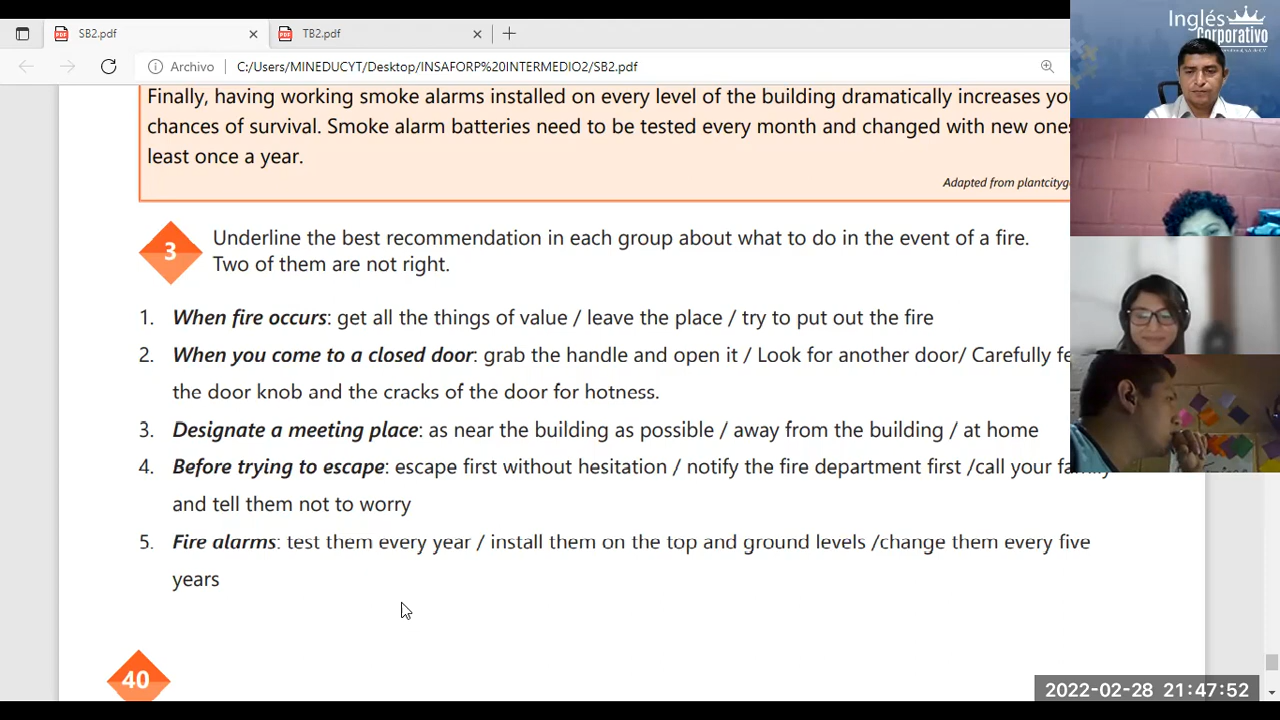 SB2.pdf
TB2.pdf
Archivo
C:/Users/MINEDUCYT/Desktop/INSAFORP%20INTERMEDIO2/SB2.pdf
Inglés
Corporativo
Finally, having working smoke alarms installed on every level of the building dramatically increases yo
chances of survival. Smoke alarm batteries need to be tested every month and changed with new one
least once a year.
Adapted from plantcityg
3
Underline the best recommendation in each group about what to do in the event of a fire.
Two of them are not right.
1. When fire occurs: get all the things of value / leave the place / try to put out the fire
2. When you come to a closed door: grab the handle and open it / Look for another door/ Carefully fe
the door knob and the cracks of the door for hotness.
3. Designate a meeting place: as near the building as possible / away from the building / at home
4. Before trying to escape: escape first without hesitation / notify the fire department first /call your family
and tell them not to worry
5. Fire alarms: test them every year / install them on the top and ground levels /change them every five
years
40
2022-02-28 21:47:52